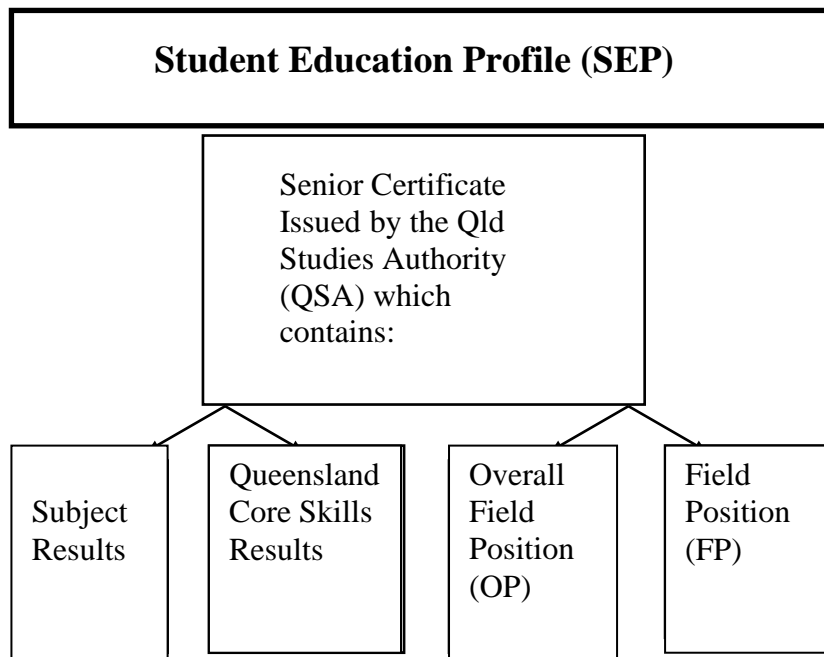 Student Education Profile (SEP)
Senior Certificate
Issued by the Qld
Studies Authority
(QSA) which
contains:
Subject
Results
Queensland
Core Skills
Results
Overall
Field
Position
(OP)
Field
Position
(FP)